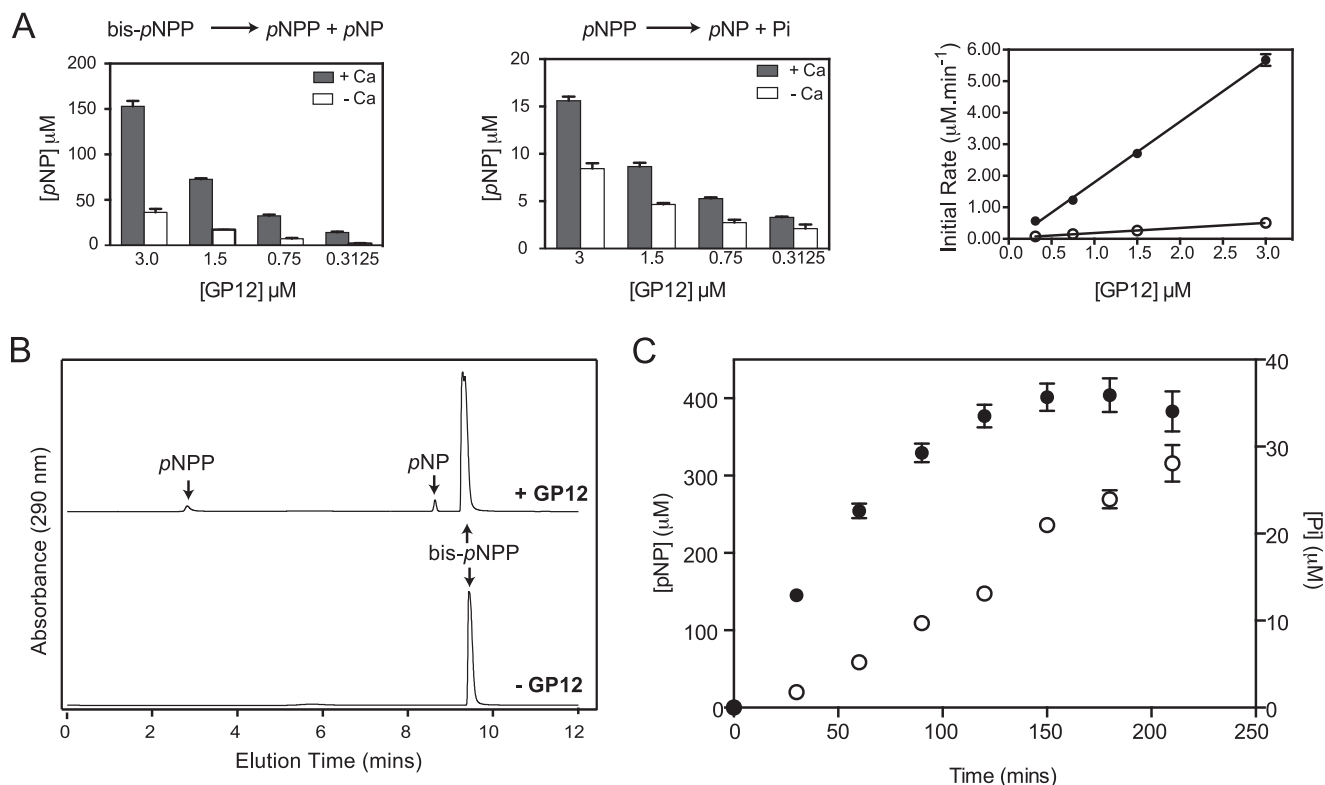 A
bis-pNPP → pNPP + pNP
200
150
100
50
0
[pNP] µM
+ Ca
- Ca
3.0 1.5 0.75 0.3125
[GP12] µM
pNPP → pNP + Pi
20
15
10
5
0
[pNP] µM
+ Ca
- Ca
3 1.5 0.75 0.3125
[GP12] µM
6.00
5.00
4.00
3.00
2.00
1.00
0.00
Initial Rate (µM.min⁻¹)
0.0 0.5 1.0 1.5 2.0 2.5 3.0
[GP12] µM
B
Absorbance (290 nm)
pNPP
pNP
+ GP12
bis-pNPP
- GP12
0 2 4 6 8 10 12
Elution Time (mins)
C
400
300
200
100
0
[pNP] (µM)
40
30
20
10
0
[Pi] (µM)
0 50 100 150 200 250
Time (mins)